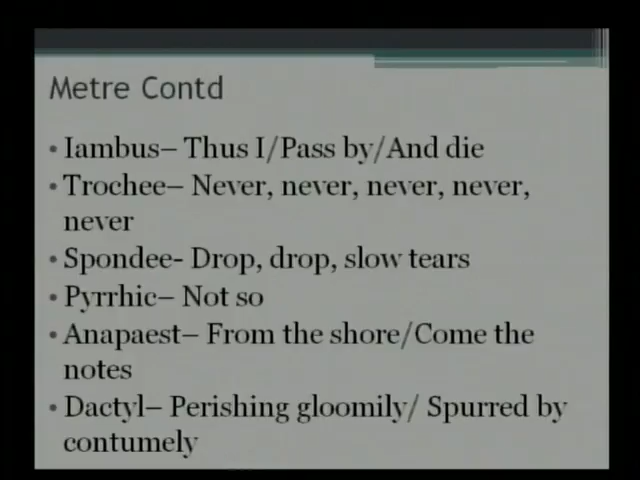 Metre Contd
• Iambus– Thus I/Pass by/And die
• Trochee– Never, never, never, never,
never
• Spondee- Drop, drop, slow tears
• Pyrrhic– Not so
• Anapaest– From the shore/Come the
notes
• Dactyl– Perishing gloomily/ Spurred by
contumely